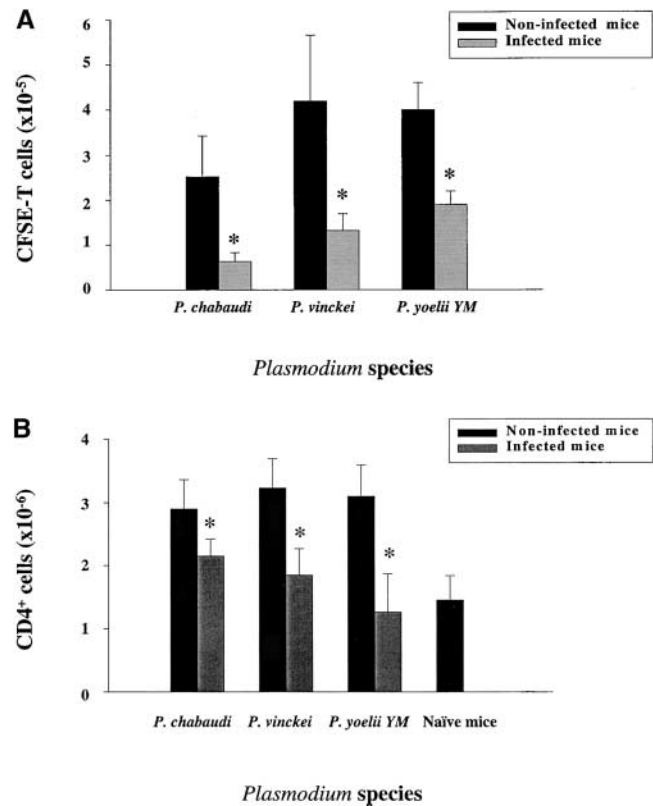 A
CFSE-T cells (x10-5)
6
5
4
3
2
1
0
Non-infected mice
Infected mice
*
*
*
P. chabaudi P. vinckei P. yoelii YM
Plasmodium species
B
CD4+ cells (x10-6)
4
3
2
1
0
Non-infected mice
Infected mice
*
*
*
P. chabaudi P. vinckei P. yoelii YM Naïve mice
Plasmodium species